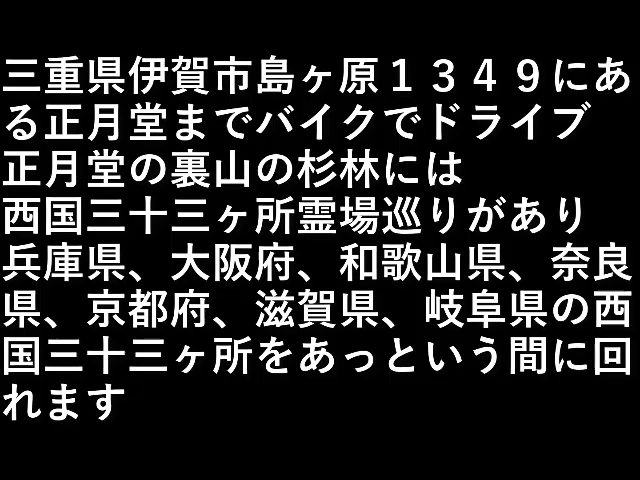 三重県伊賀市島ヶ原１３４９にあ
る正月堂までバイクでドライブ
正月堂の裏山の杉林には
西国三十三ヶ所霊場巡りがあり
兵庫県、大阪府、和歌山県、奈良
県、京都府、滋賀県、岐阜県の西
国三十三ヶ所をあっという間に回
れます